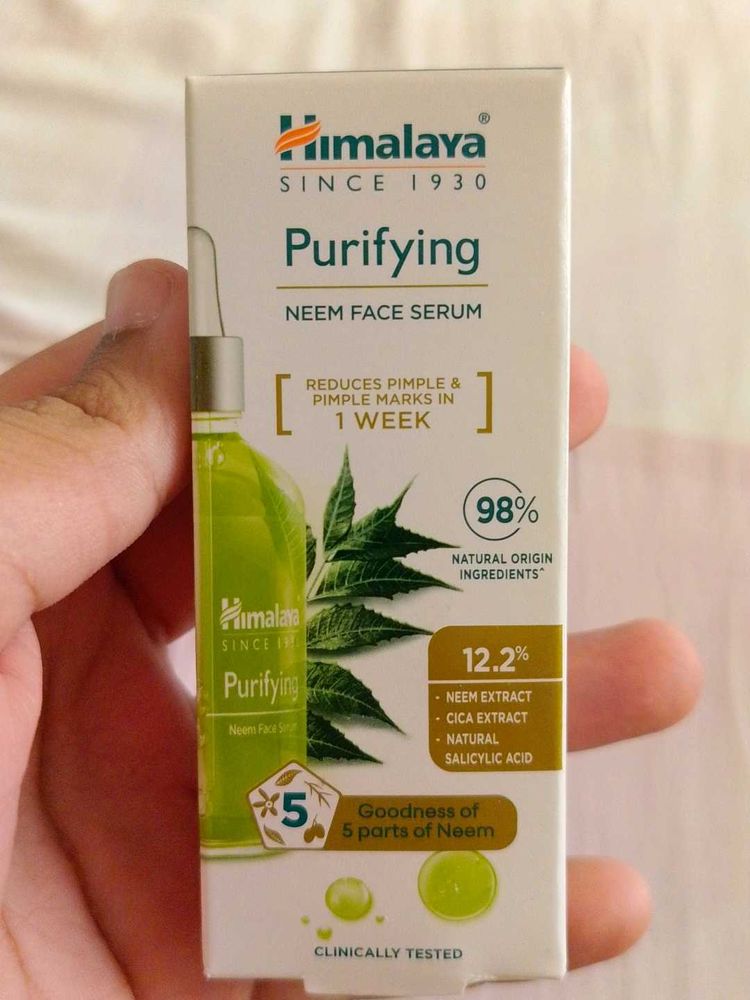 Himalaya®
SINCE 1930
Purifying
NEEM FACE SERUM
REDUCES PIMPLE &
PIMPLE MARKS IN
1 WEEK
98%
NATURAL ORIGIN
INGREDIENTS^
Himalaya
SINCE 1930
Purifying
Neem Face Serum
12.2%
- NEEM EXTRACT
- CICA EXTRACT
- NATURAL
SALICYLIC ACID
5
Goodness of
5 parts of Neem
CLINICALLY TESTED